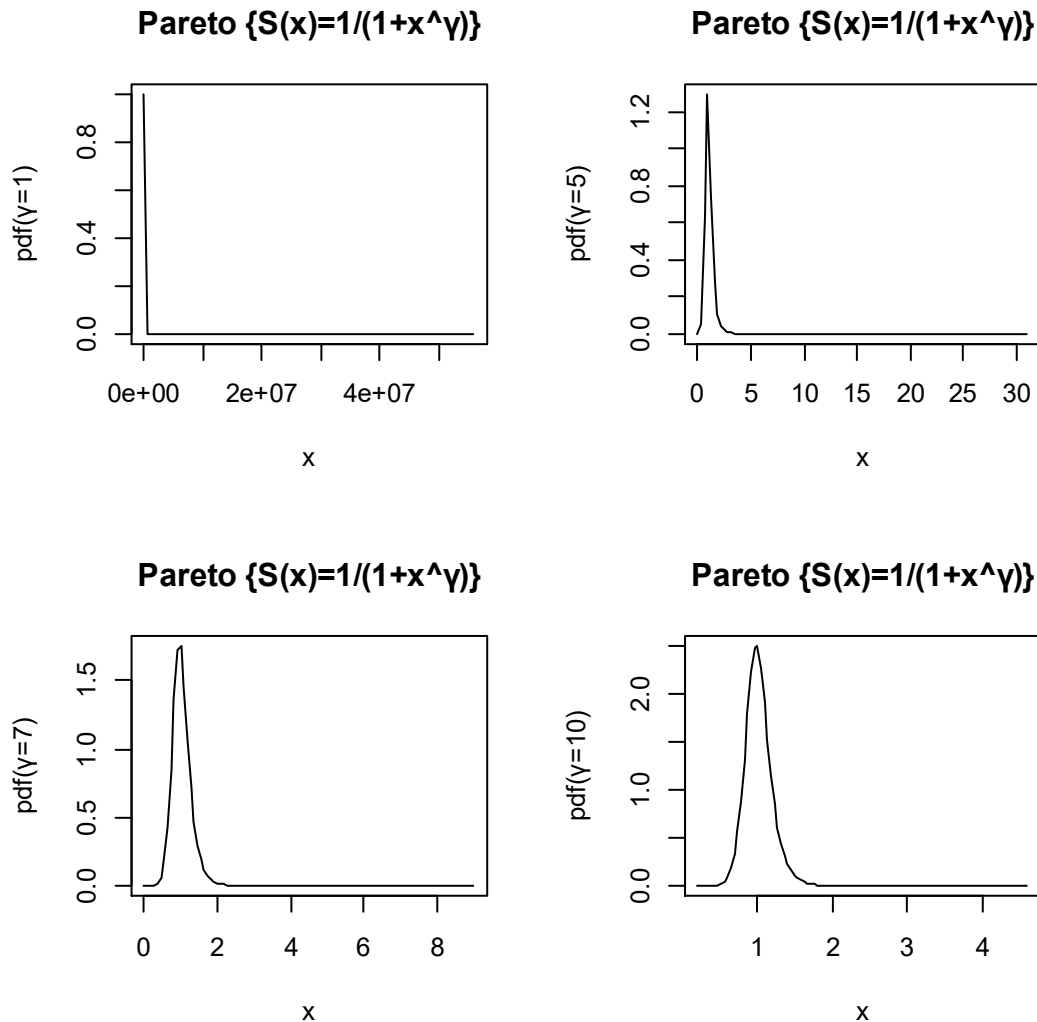 Pareto {S(x)=1/(1+x^γ)}
pdf(γ=1)
0.0 0.4 0.8
0e+00 2e+07 4e+07
x
Pareto {S(x)=1/(1+x^γ)}
pdf(γ=5)
0.0 0.4 0.8 1.2
0 5 10 15 20 25 30
x
Pareto {S(x)=1/(1+x^γ)}
pdf(γ=7)
0.0 0.5 1.0 1.5
0 2 4 6 8
x
Pareto {S(x)=1/(1+x^γ)}
pdf(γ=10)
0.0 1.0 2.0
1 2 3 4
x